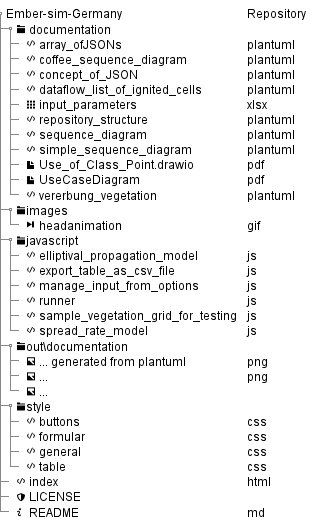 Ember-sim-Germany Repository
documentation
array_ofJSONs plantuml
coffee_sequence_diagram plantuml
concept_of_JSON plantuml
dataflow_list_of_ignited_cells plantuml
input_parameters xlsx
repository_structure plantuml
sequence_diagram plantuml
simple_sequence_diagram plantuml
Use_of_Class_Point.drawio pdf
UseCaseDiagram pdf
vererbung_vegetation plantuml
images
headanimation gif
javascript
elliptival_propagation_model js
export_table_as_csv_file js
manage_input_from_options js
runner js
sample_vegetation_grid_for_testing js
spread_rate_model js
out\documentation
... generated from plantuml png
... png
...
style
buttons css
formular css
general css
table css
index html
LICENSE
README md